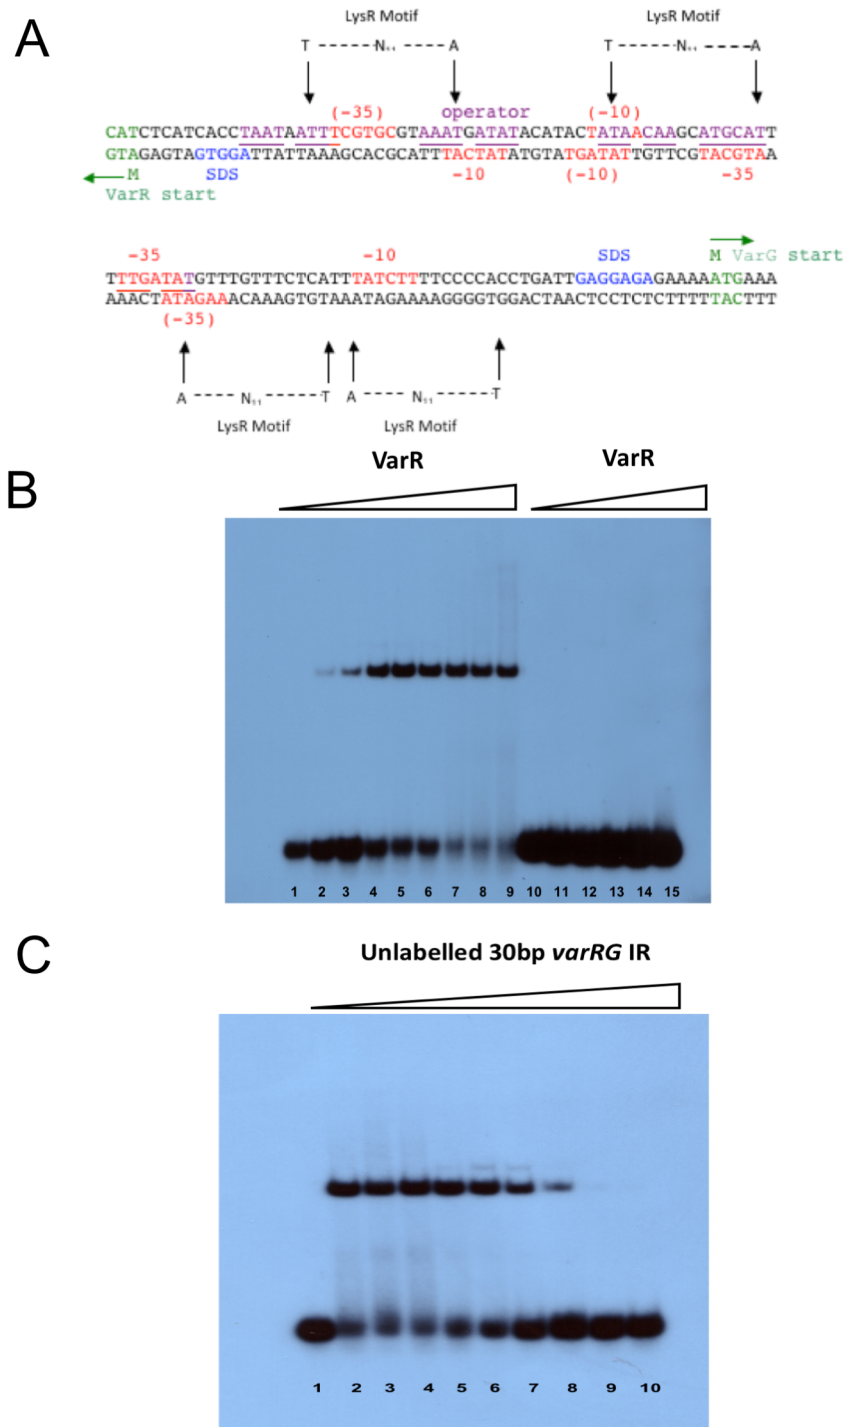 A
LysR Motif LysR Motif
T ------N₁₁ ----A T ------N₁₁ -----A
(-35) operator (-10)
CATCTCATCACCTAATAATTTCGTGCGTAAATGATATACATACTATAACAAGCATGCATT
GTAGAGTAGTGGATTATTAAAGCACGCATTTACTATATGTATGATATTGTTCGTACGTAA
M SDS -10 (-10) -35
VarR start
-35 -10 SDS M VarG start
TTTGATATGTTTGTTTCTCATTTATCTTTTCCCCACCTGATTGAGGAGAGAAAAATGAAA
AAACTATAGAAACAAAGTGTAAATAGAAAAGGGGTGGACTAACTCCTCTCTTTTTACTTT
(-35)
A ----- N₁₁ ------T A ---- N₁₁ ------T
LysR Motif LysR Motif
VarR VarR
B
1 2 3 4 5 6 7 8 9 10 11 12 13 14 15
C
Unlabelled 30bp varRG IR
1 2 3 4 5 6 7 8 9 10